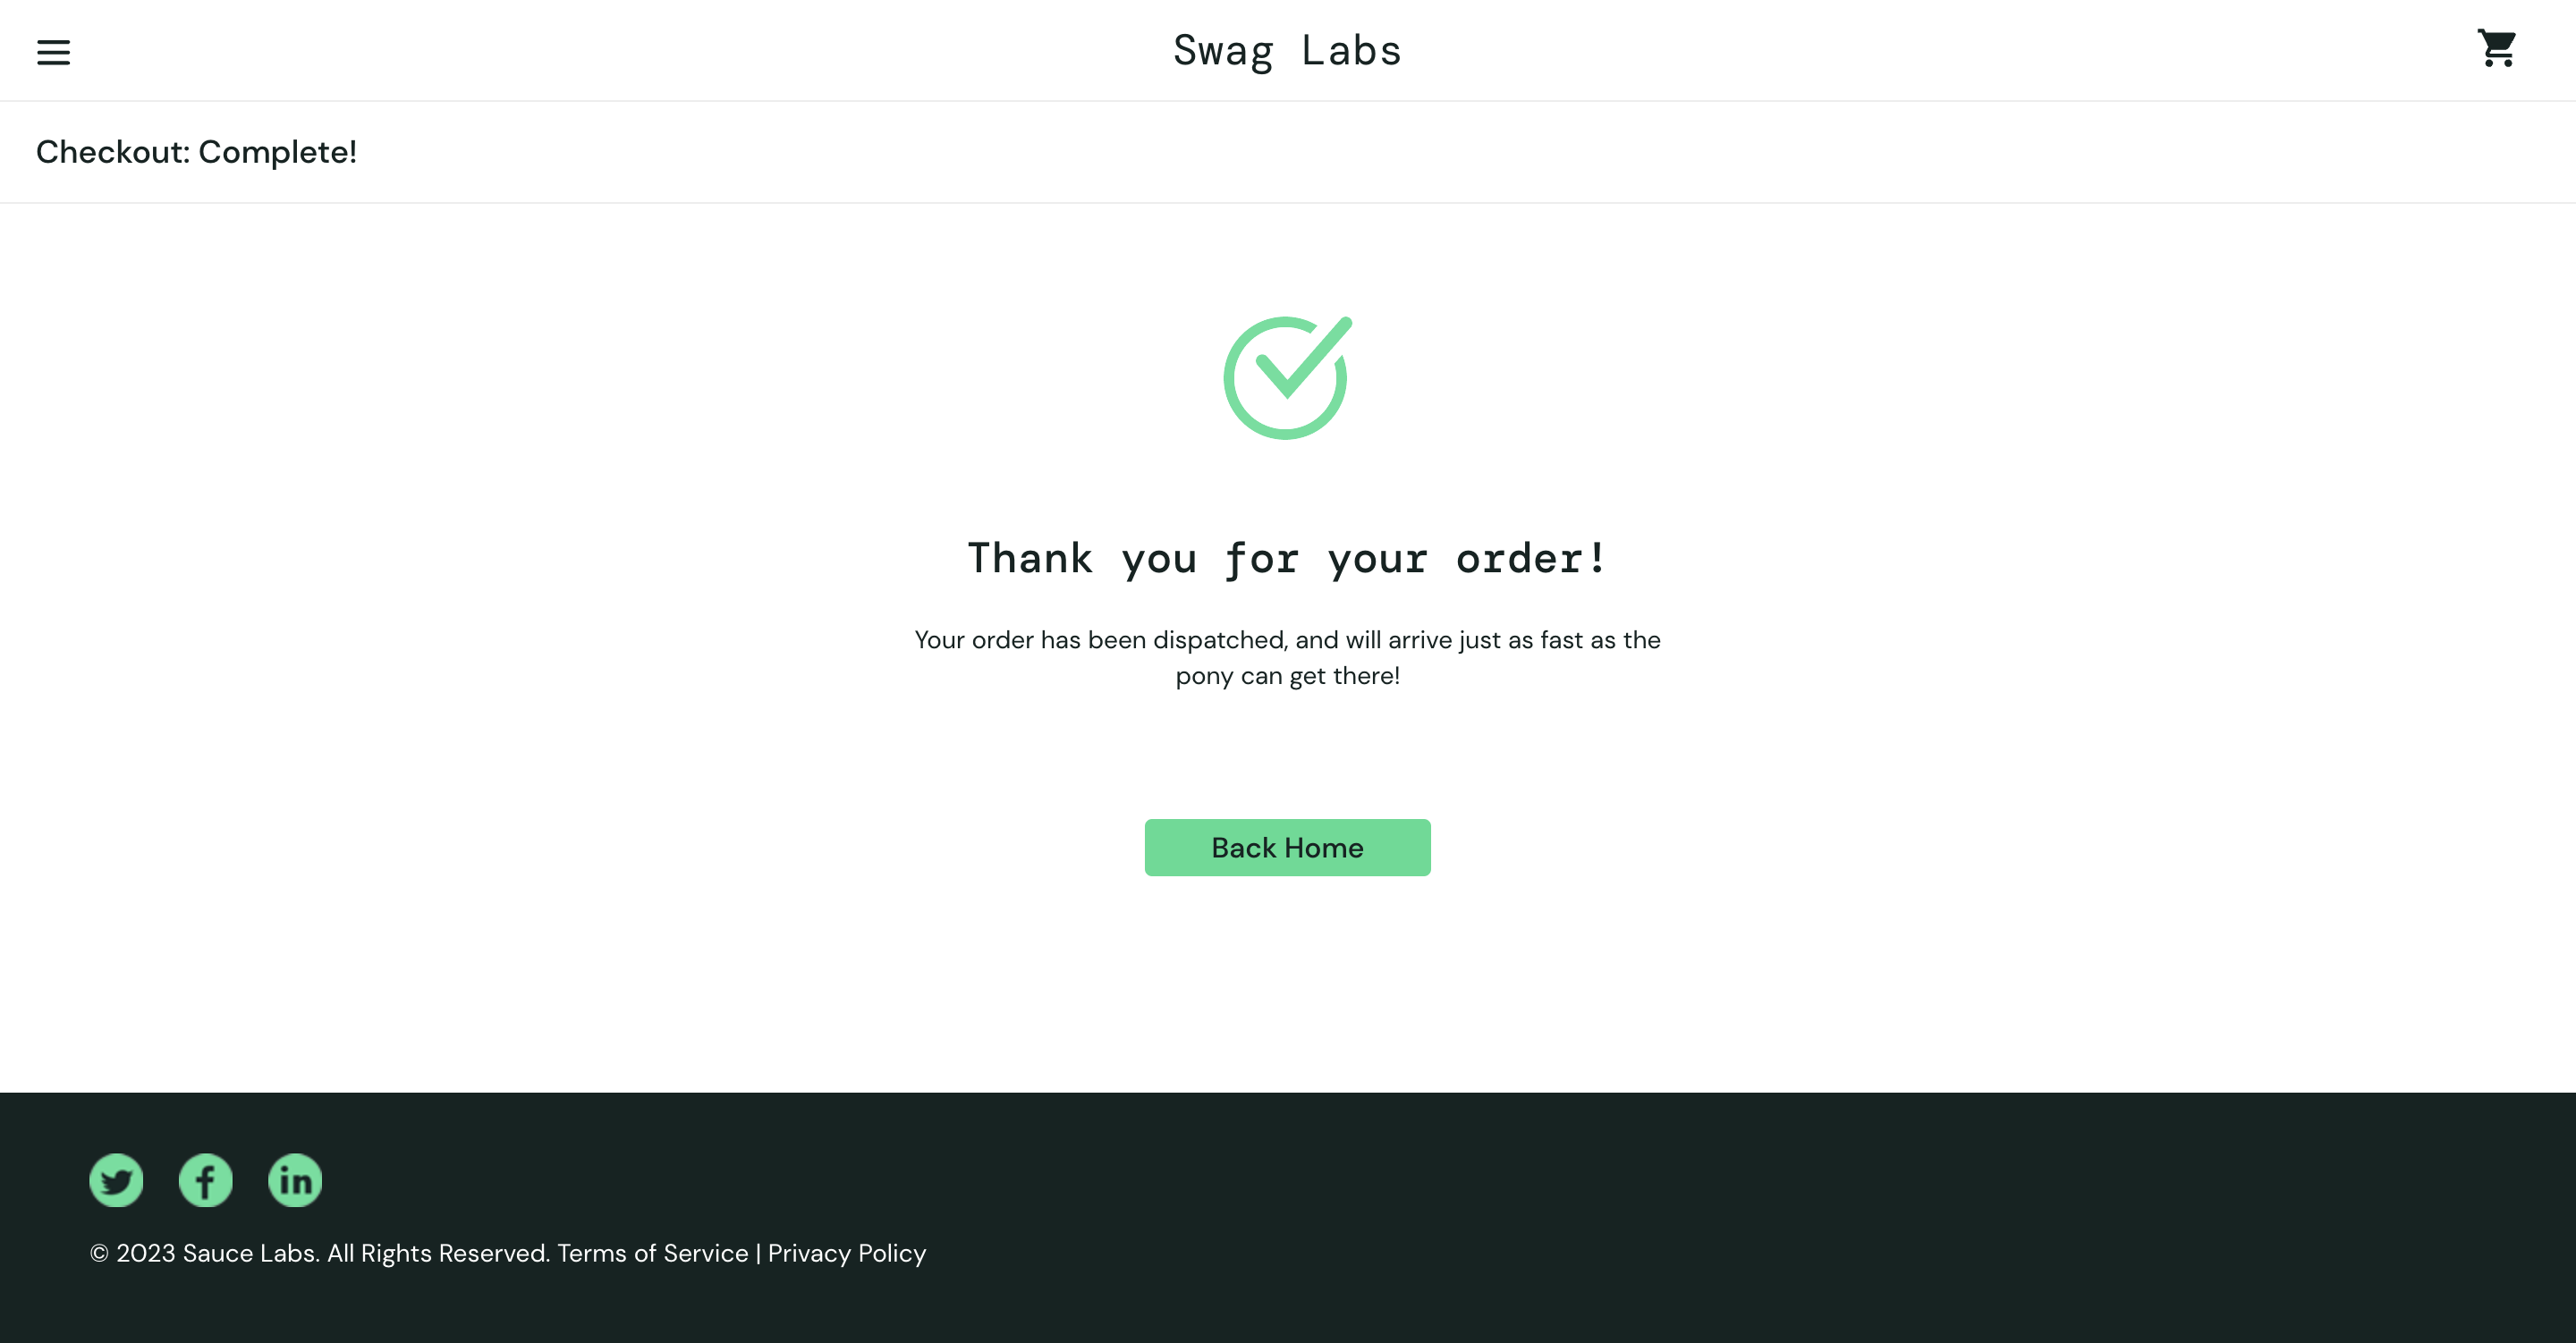 Swag Labs
Checkout: Complete!
Thank you for your order!
Your order has been dispatched, and will arrive just as fast as the
pony can get there!
Back Home
© 2023 Sauce Labs. All Rights Reserved. Terms of Service | Privacy Policy